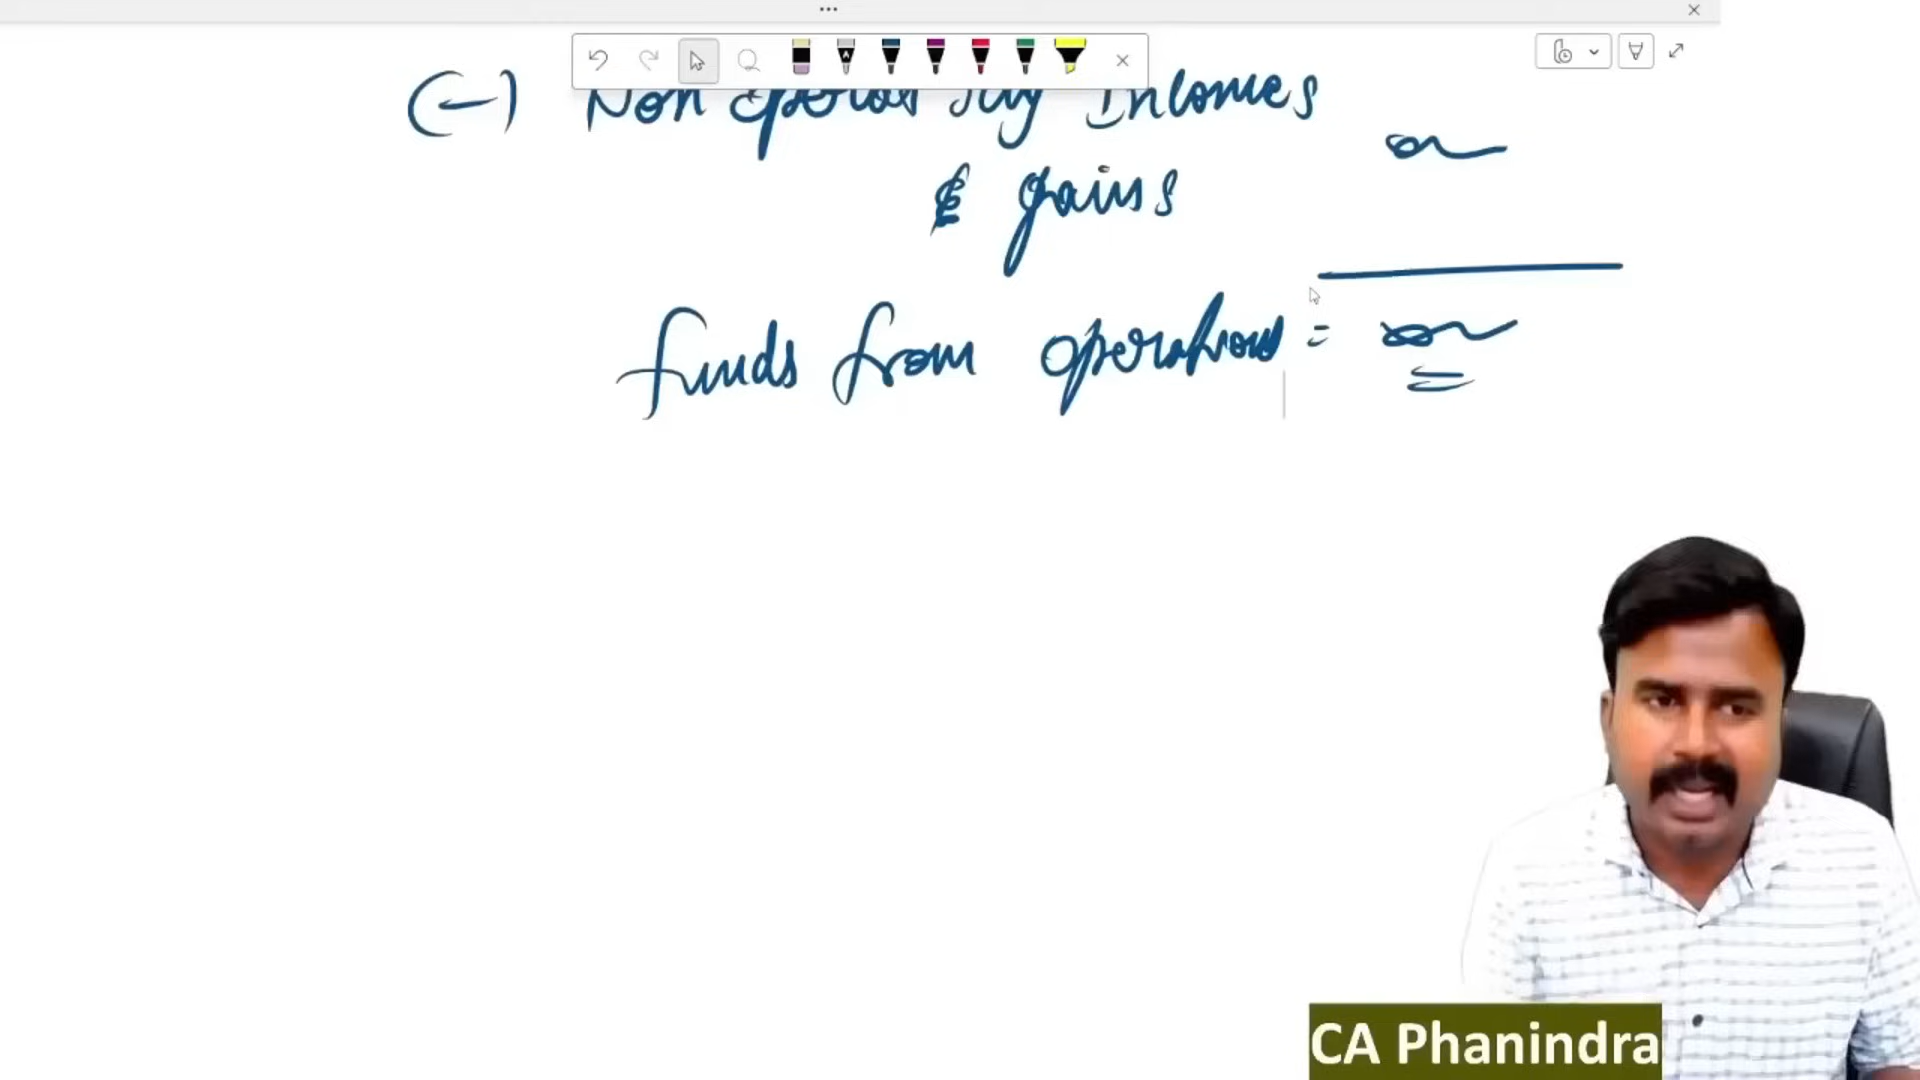 (-) Non operating Incomes
& gains
funds from operations =
CA Phanindra